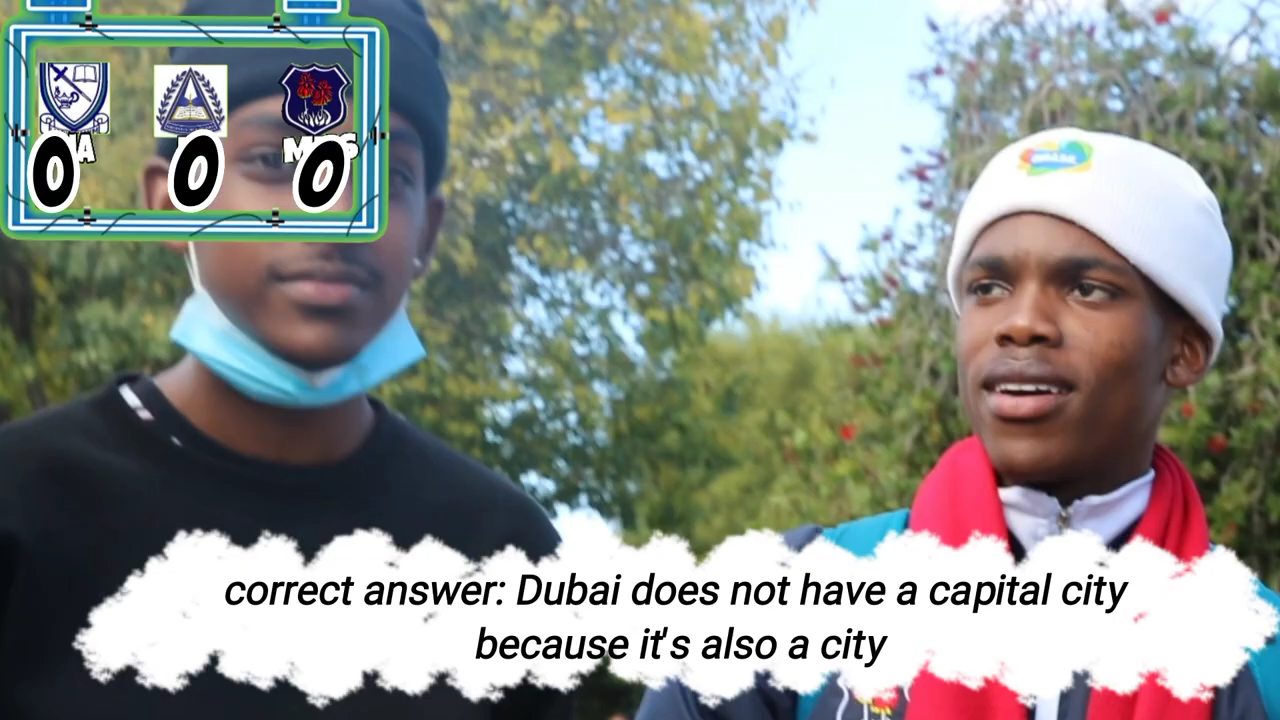 0 0 0
correct answer: Dubai does not have a capital city
because it's also a city